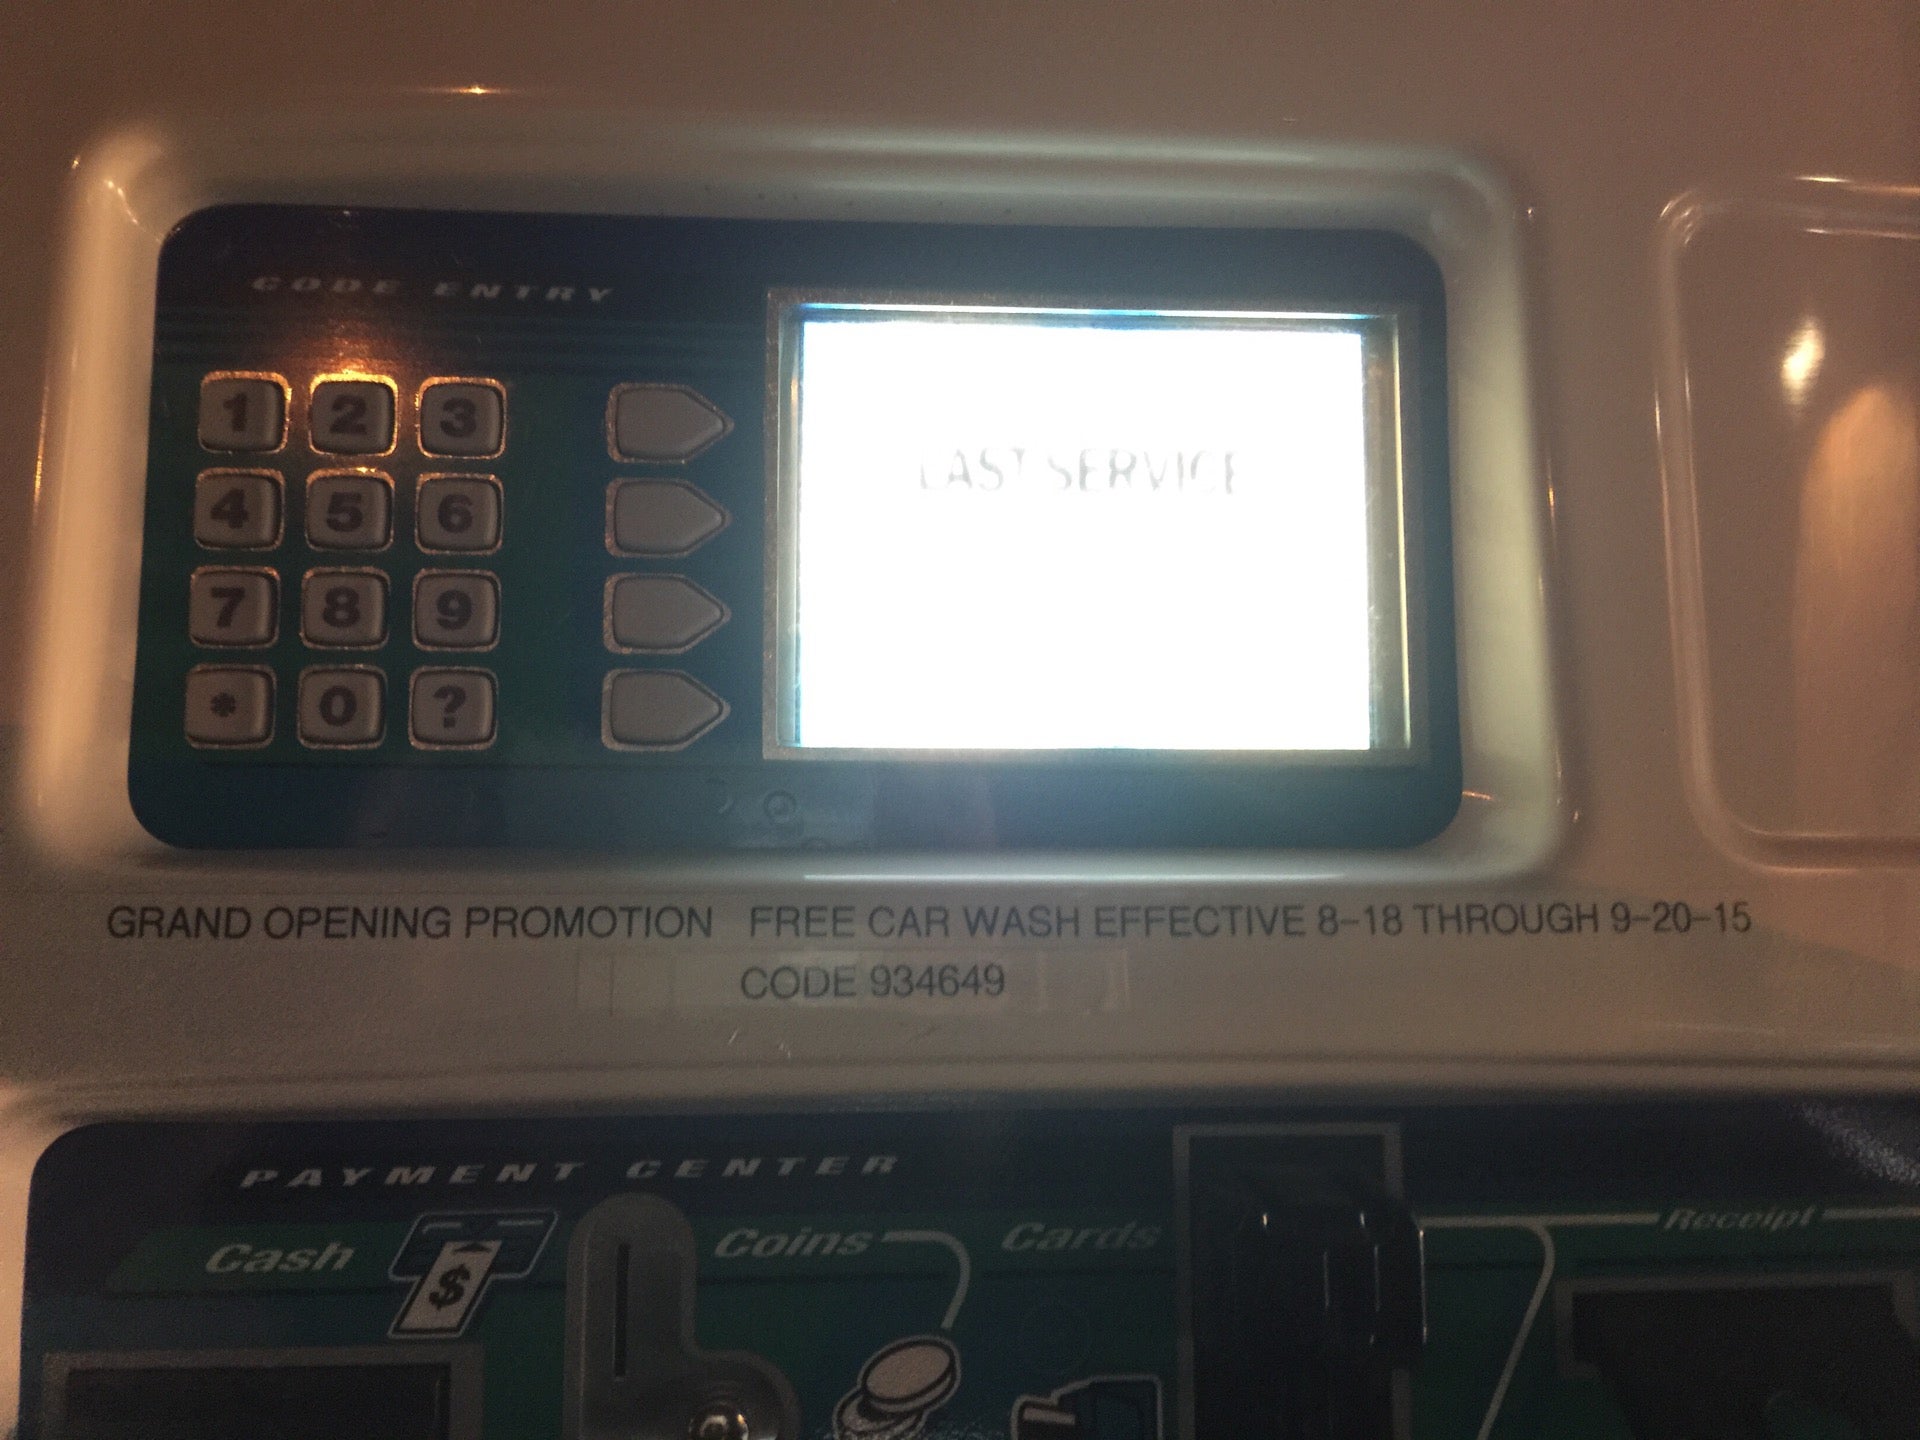 CODE ENTRY
1 2 3
4 5 6
7 8 9
* 0 ?
LAST SERVICE
GRAND OPENING PROMOTION FREE CAR WASH EFFECTIVE 8-18 THROUGH 9-20-15
CODE 934649
PAYMENT CENTER
Cash
$
Coins
Cards
Receipt